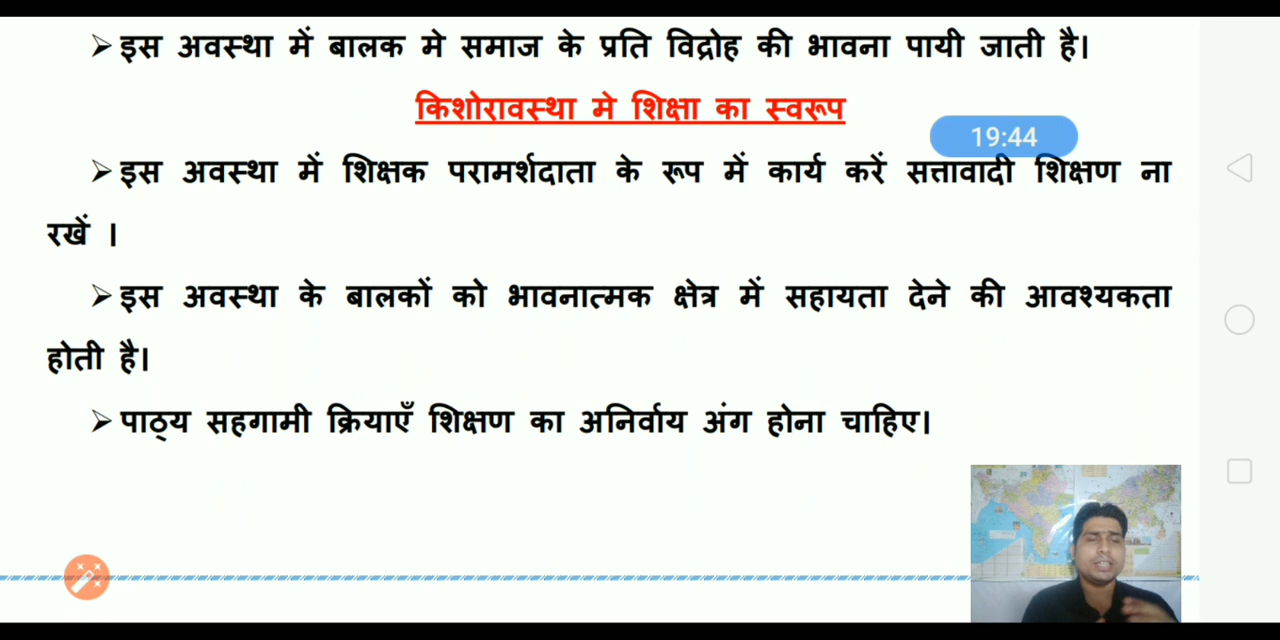 ➢ इस अवस्था में बालक मे समाज के प्रति विद्रोह की भावना पायी जाती है।
किशोरावस्था मे शिक्षा का स्वरूप
19:44
➢ इस अवस्था में शिक्षक परामर्शदाता के रूप में कार्य करें सत्तावादी शिक्षण ना
रखें ।
➢ इस अवस्था के बालकों को भावनात्मक क्षेत्र में सहायता देने की आवश्यकता
होती है।
➢ पाठ्य सहगामी क्रियाएँ शिक्षण का अनिर्वाय अंग होना चाहिए।